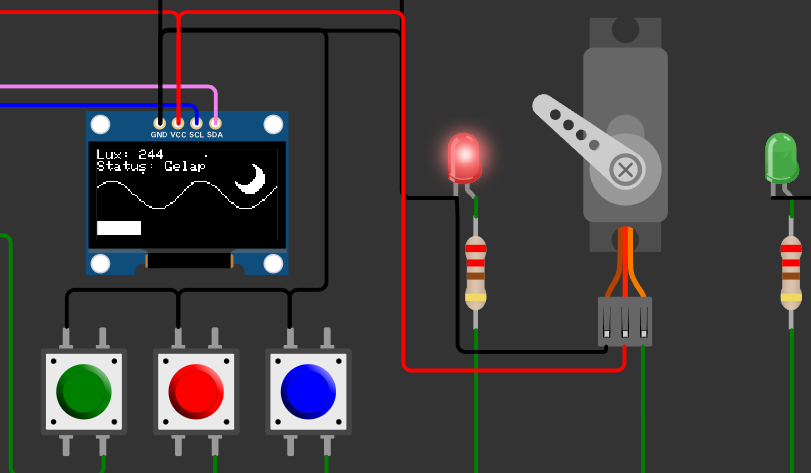 GND VCC SCL SDA
Lux: 244
Status: Gelap